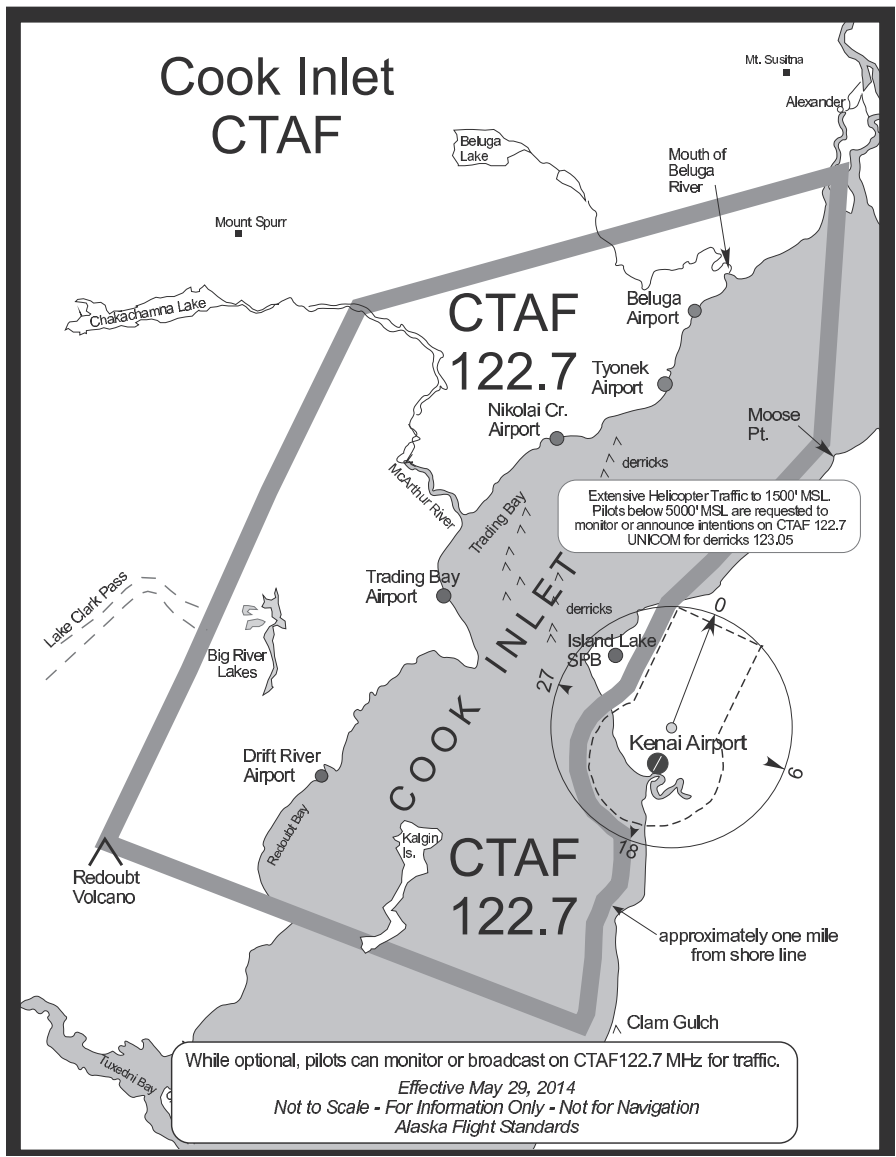 Cook Inlet
CTAF
Mt. Susitna
Alexander
Beluga
Lake
Mouth of
Beluga
River
Mount Spurr
Chakachamna Lake
CTAF
122.7
Beluga
Airport
Tyonek
Airport
Nikolai Cr.
Airport
Moose
Pt.
derricks
McArthur River
Trading Bay
Extensive Helicopter Traffic to 1500' MSL.
Pilots below 5000' MSL are requested to
monitor or announce intentions on CTAF 122.7
UNICOM for derricks 123.05
Trading Bay
Airport
Lake Clark Pass
derricks
0
Island Lake
SPB
Big River
Lakes
27
COOK INLET
Kenai Airport
Drift River
Airport
6
Redoubt Bay
Kalgin
Is.
CTAF
122.7
18
Redoubt
Volcano
approximately one mile
from shore line
Clam Gulch
Tuxedni Bay
While optional, pilots can monitor or broadcast on CTAF122.7 MHz for traffic.
Effective May 29, 2014
Not to Scale - For Information Only - Not for Navigation
Alaska Flight Standards